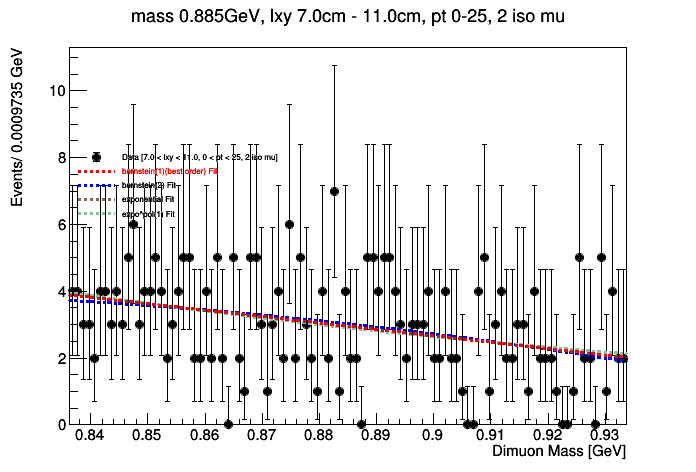 mass 0.885GeV, lxy 7.0cm - 11.0cm, pt 0-25, 2 iso mu
Events/ 0.0009735 GeV
10
8
6
4
2
0
Data [7.0 < lxy < 11.0, 0 < pt < 25, 2 iso mu]
bernstein(1)(best order) Fit
bernstein(2) Fit
exponential Fit
expo*pol(1) Fit
0.84 0.85 0.86 0.87 0.88 0.89 0.9 0.91 0.92 0.93
Dimuon Mass [GeV]